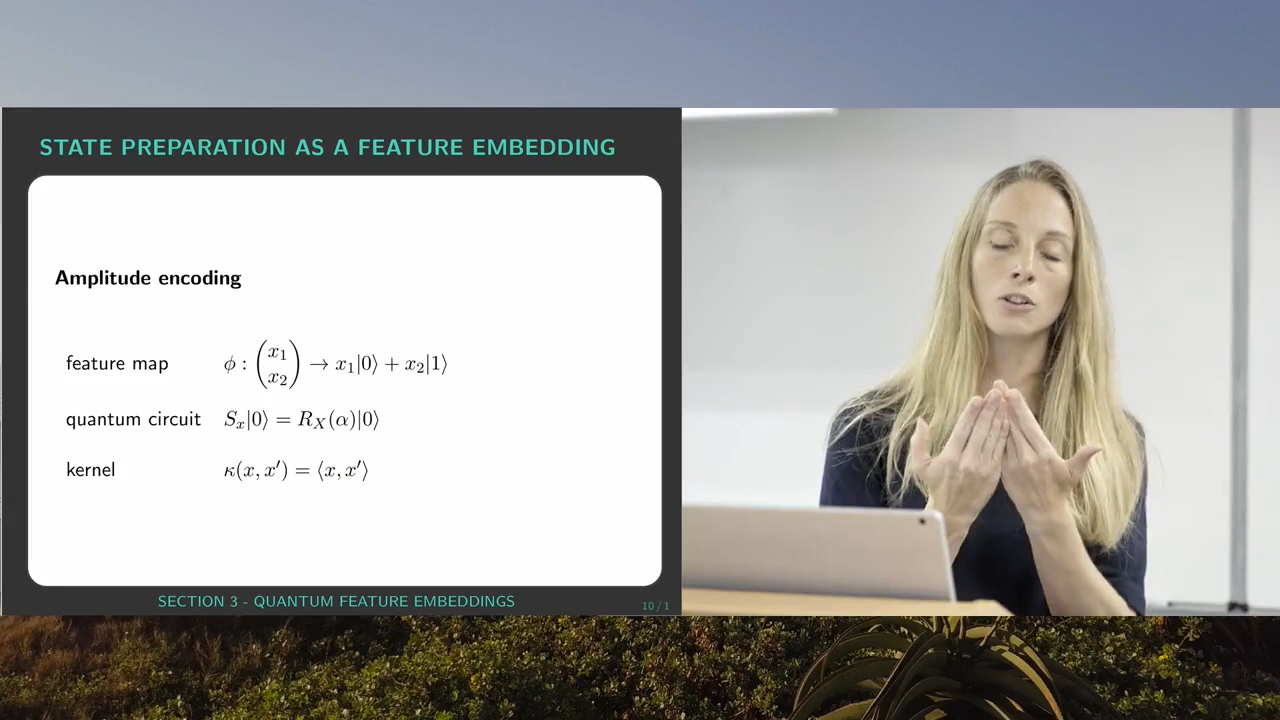 STATE PREPARATION AS A FEATURE EMBEDDING
Amplitude encoding
feature map ϕ : (x₁ x₂) → x₁|0⟩ + x₂|1⟩
quantum circuit Sₓ|0⟩ = R_X(α)|0⟩
kernel κ(x, x′) = ⟨x, x′⟩
SECTION 3 - QUANTUM FEATURE EMBEDDINGS
10 / 1